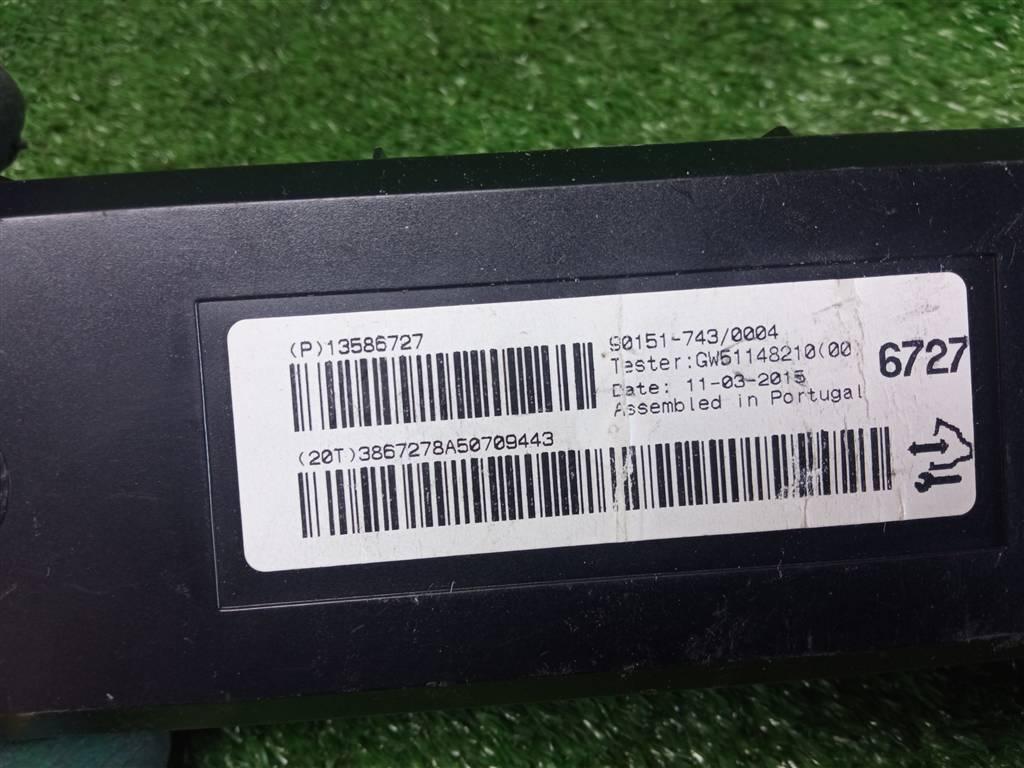 (P)13586727
90151-743/0004
Tester:GW51148210(00
Date: 11-03-2015
Assembled in Portugal
6727
(20T)3867278A50709443